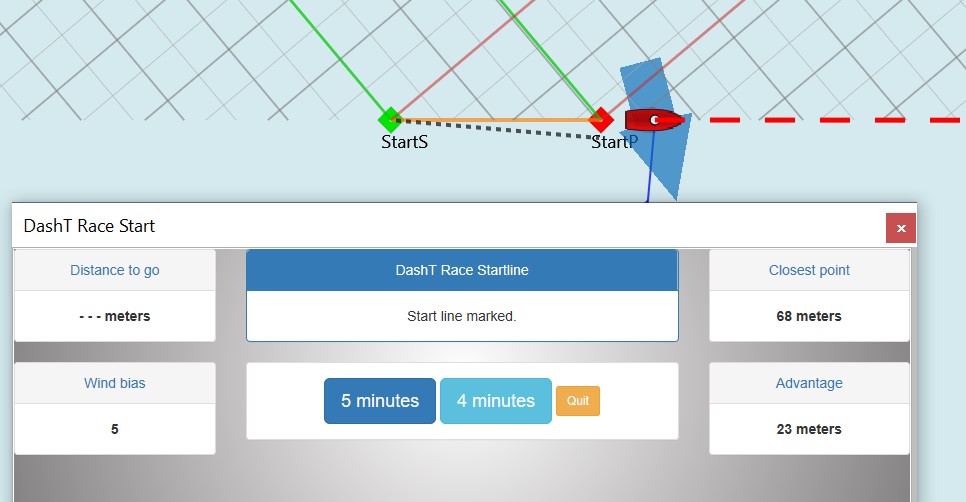 StartS
StartP
DashT Race Start
x
Distance to go
DashT Race Startline
Closest point
- - - meters
Start line marked.
68 meters
Wind bias
5 minutes
4 minutes
Quit
Advantage
5
23 meters